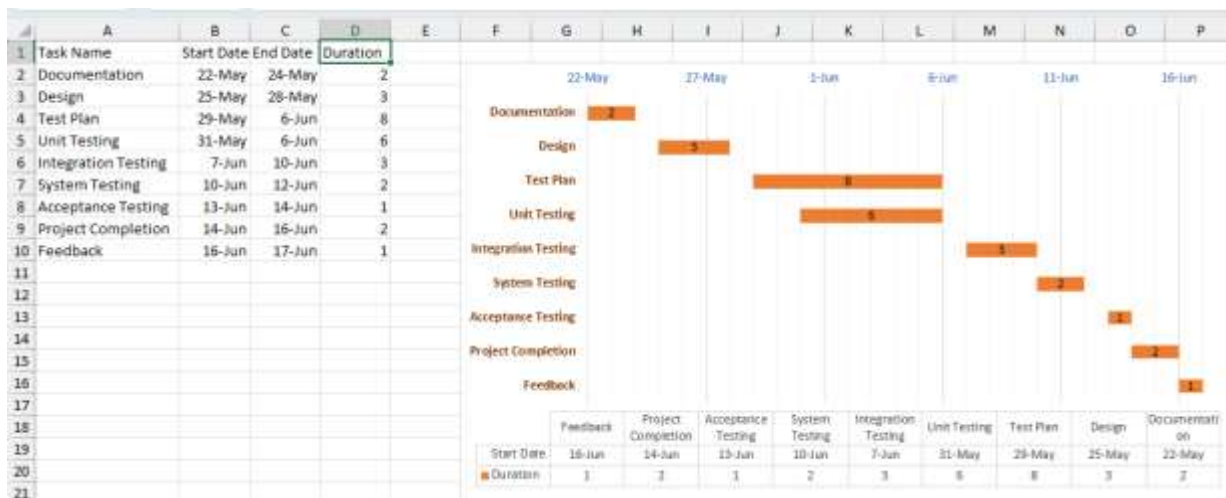 A B C D E F G H I J K L M N O P
1 Task Name Start Date End Date Duration
2 Documentation 22-May 24-May 2
3 Design 25-May 28-May 3
4 Test Plan 29-May 6-Jun 8
5 Unit Testing 31-May 6-Jun 6
6 Integration Testing 7-Jun 10-Jun 3
7 System Testing 10-Jun 12-Jun 2
8 Acceptance Testing 13-Jun 14-Jun 1
9 Project Completion 14-Jun 16-Jun 2
10 Feedback 16-Jun 17-Jun 1
11
12
13
14
15
16
17
18
19
20
21
22-May 27-May 1-Jun 6-Jun 11-Jun 16-Jun
Documentation 2
Design 3
Test Plan 8
Unit Testing 6
Integration Testing 3
System Testing 2
Acceptance Testing 1
Project Completion 2
Feedback 1
Feedback Project Acceptance System Integration Unit Testing Test Plan Design Documentati
Completion Testing Testing Testing on
Start Date 16-Jun 14-Jun 13-Jun 10-Jun 7-Jun 31-May 29-May 25-May 22-May
Duration 1 2 1 2 3 6 8 3 2